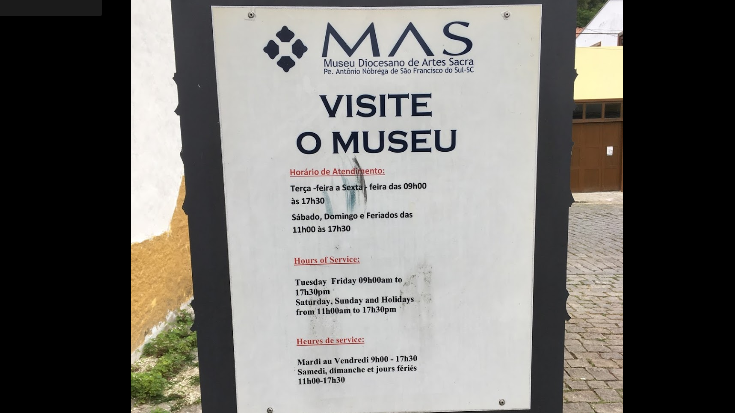 MAS
Museu Diocesano de Artes Sacra
Pe. Antônio Nóbrega de São Francisco do Sul-SC
VISITE
O MUSEU
Horário de Atendimento:
Terça -feira a Sexta - feira das 09h00
às 17h30
Sábado, Domingo e Feriados das
11h00 às 17h30
Hours of Service:
Tuesday Friday 09h00am to
17h30pm
Saturday, Sunday and Holidays
from 11h00am to 17h30pm
Heures de service:
Mardi au Vendredi 9h00 - 17h30
Samedi, dimanche et jours fériés
11h00-17h30